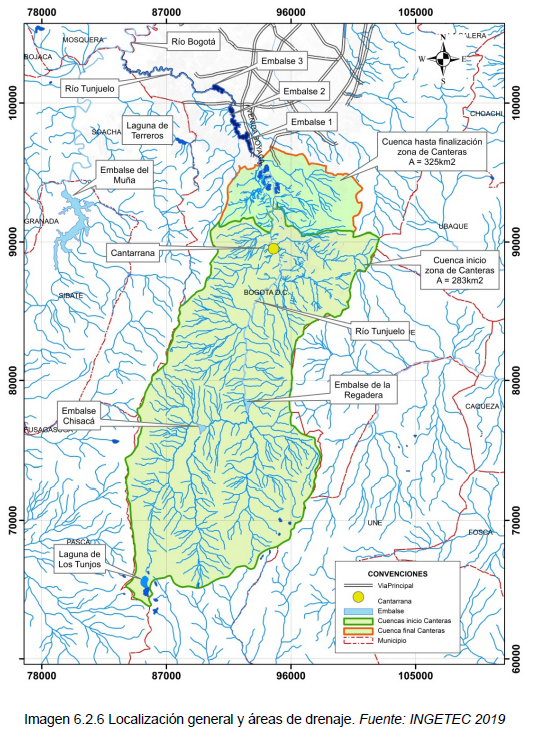 78000
87000
96000
105000
MOSQUERA
Río Bogotá
LERA
BOJACA
Embalse 3
Río Tunjuelo
Embalse 2
W
E
S
100000
100000
AVENIDA BOYACA
CHOACHI
SOACHA
Laguna de
Terreros
Embalse 1
Cuenca hasta finalización
zona de Canteras
A = 325km2
Embalse del
Muña
GRANADA
UBAQUE
90000
9000
Cantarrana
Cuenca inicio
zona de Canteras
A = 283km2
SIBATE
BOGOTA D.C.
Río Tunjuelo
E
80000
80000
Embalse de la
Regadera
Embalse
Chisacá
CAQUEZA
70000
70000
UNE
FOSCA
PASCA
Laguna de
Los Tunjos
CONVENCIONES
ViaPrincipal
Cantarrana
Embalse
Cuencas inicio Canteras
Cuenca final Canteras
Municipio
60000
60000
78000
87000
96000
105000
Imagen 6.2.6 Localización general y áreas de drenaje. Fuente: INGETEC 2019